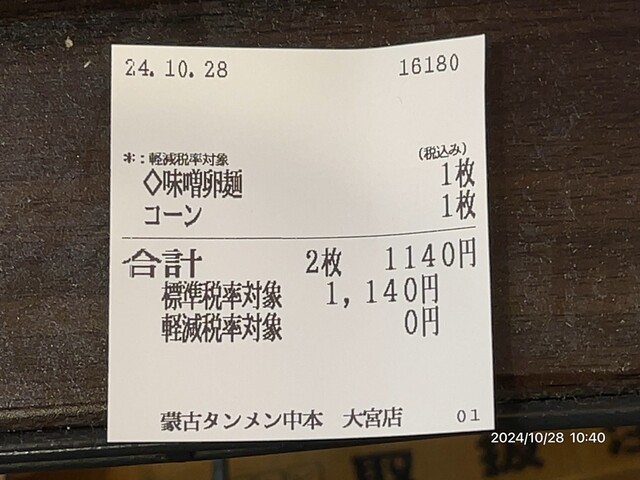 24.10.28 16180
*:軽減税率対象 (税込み)
◇味噌卵麺 1枚
コーン 1枚
合計 2枚 1140円
標準税率対象 1,140円
軽減税率対象 0円
蒙古タンメン中本 大宮店 01
2024/10/28 10:40